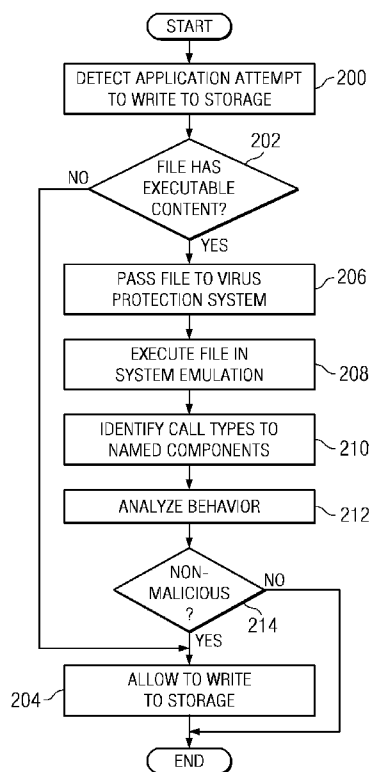 START
DETECT APPLICATION ATTEMPT
TO WRITE TO STORAGE
200
202
FILE HAS
EXECUTABLE
CONTENT?
NO
YES
PASS FILE TO VIRUS
PROTECTION SYSTEM
206
EXECUTE FILE IN
SYSTEM EMULATION
208
IDENTIFY CALL TYPES TO
NAMED COMPONENTS
210
ANALYZE BEHAVIOR
212
NON-
MALICIOUS
?
NO
214
YES
204
ALLOW TO WRITE
TO STORAGE
END